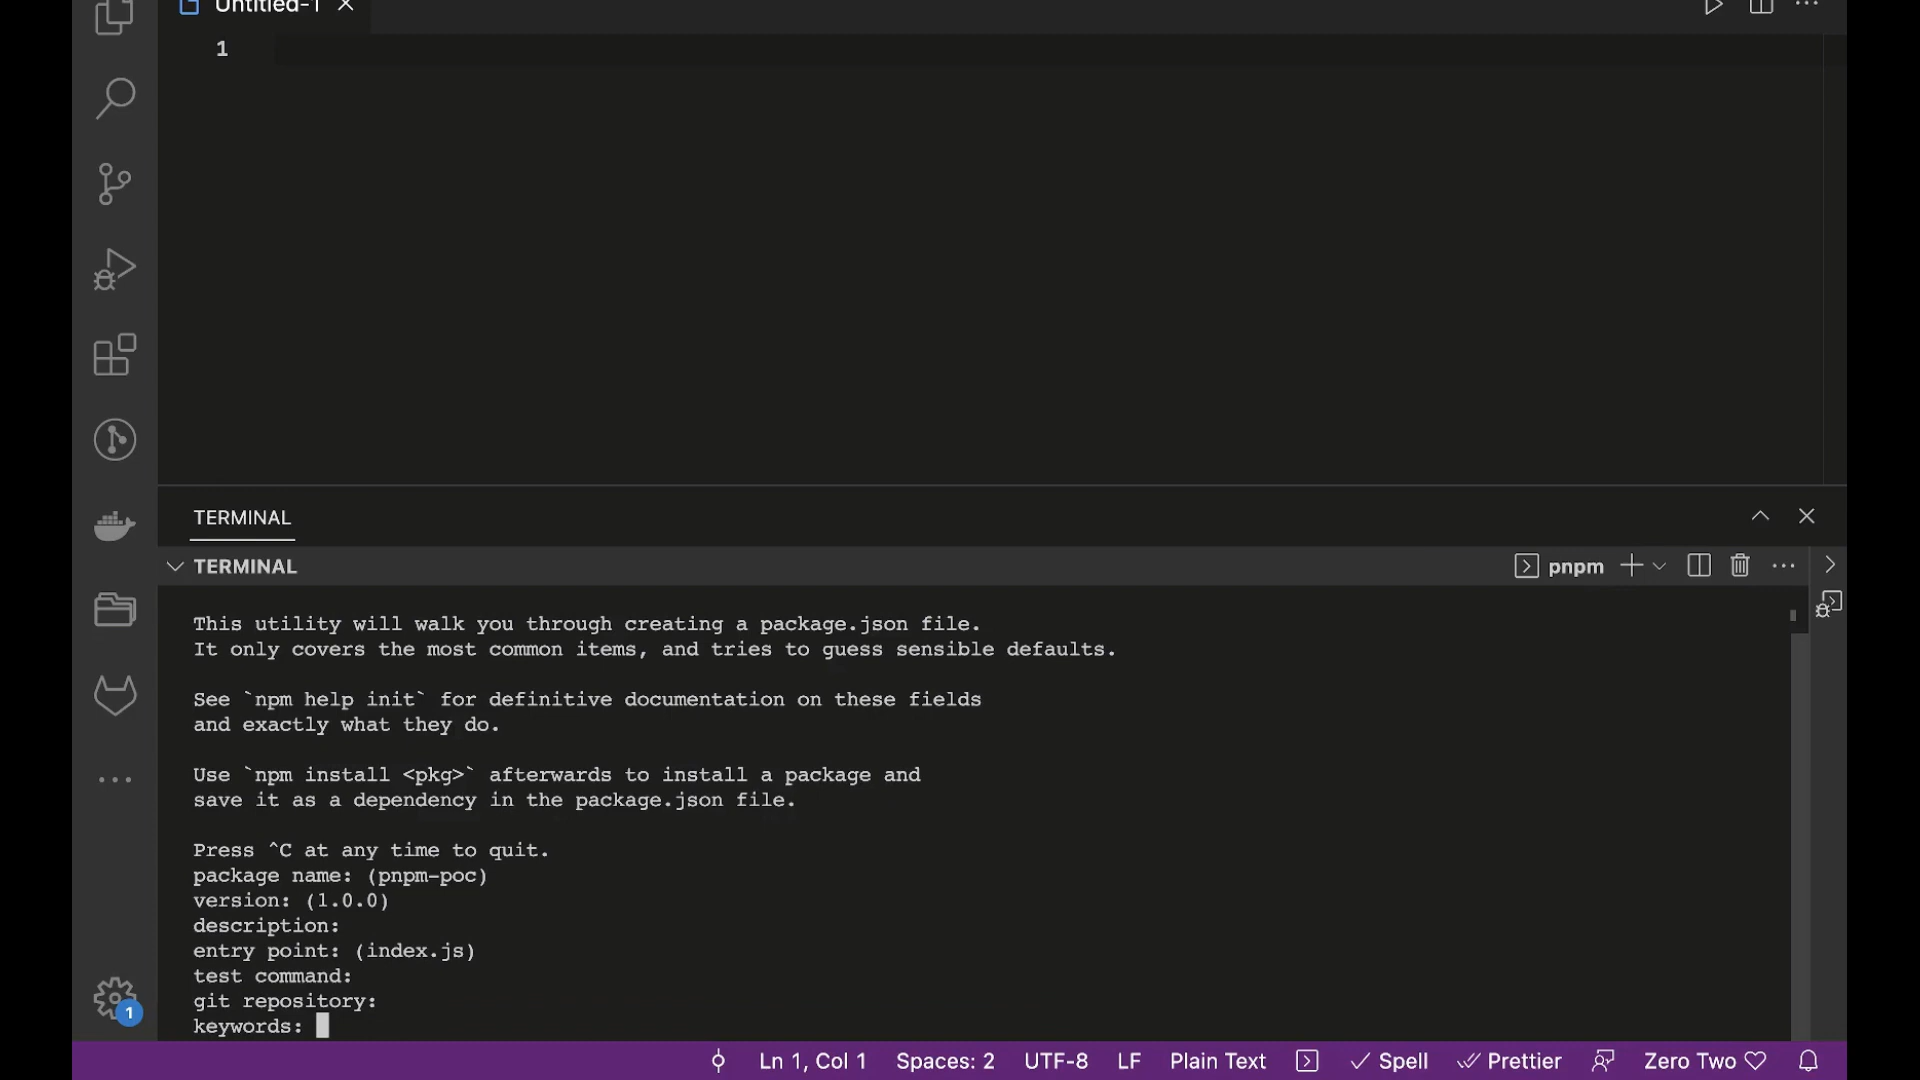 Untitled-1
1
TERMINAL
TERMINAL
pnpm
This utility will walk you through creating a package.json file.
It only covers the most common items, and tries to guess sensible defaults.
See `npm help init` for definitive documentation on these fields
and exactly what they do.
Use `npm install <pkg>` afterwards to install a package and
save it as a dependency in the package.json file.
Press ^C at any time to quit.
package name: (pnpm-poc)
version: (1.0.0)
description:
entry point: (index.js)
test command:
git repository:
keywords:
1
Ln 1, Col 1 Spaces: 2 UTF-8 LF Plain Text Spell Prettier Zero Two